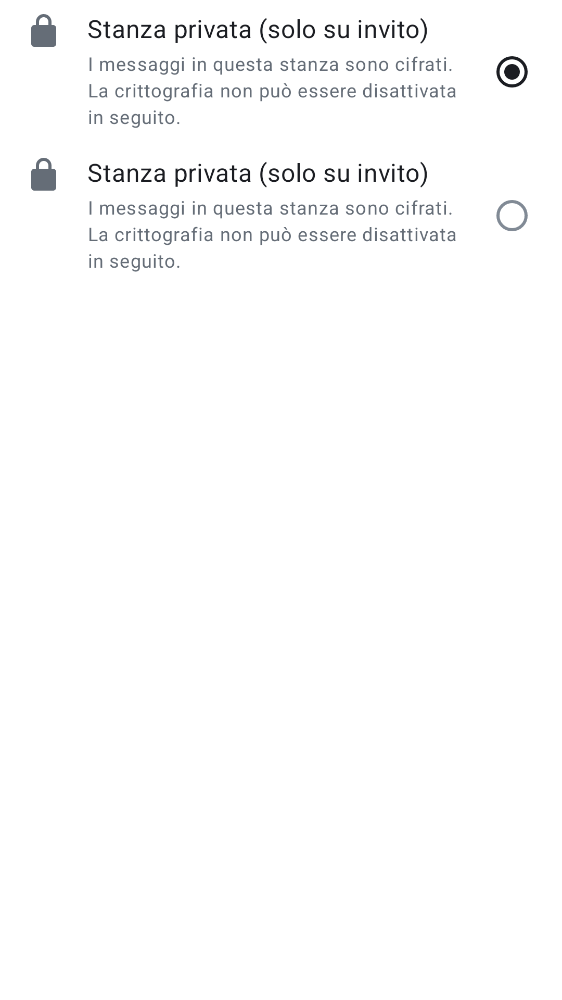 Stanza privata (solo su invito)
I messaggi in questa stanza sono cifrati.
La crittografia non può essere disattivata
in seguito.
Stanza privata (solo su invito)
I messaggi in questa stanza sono cifrati.
La crittografia non può essere disattivata
in seguito.